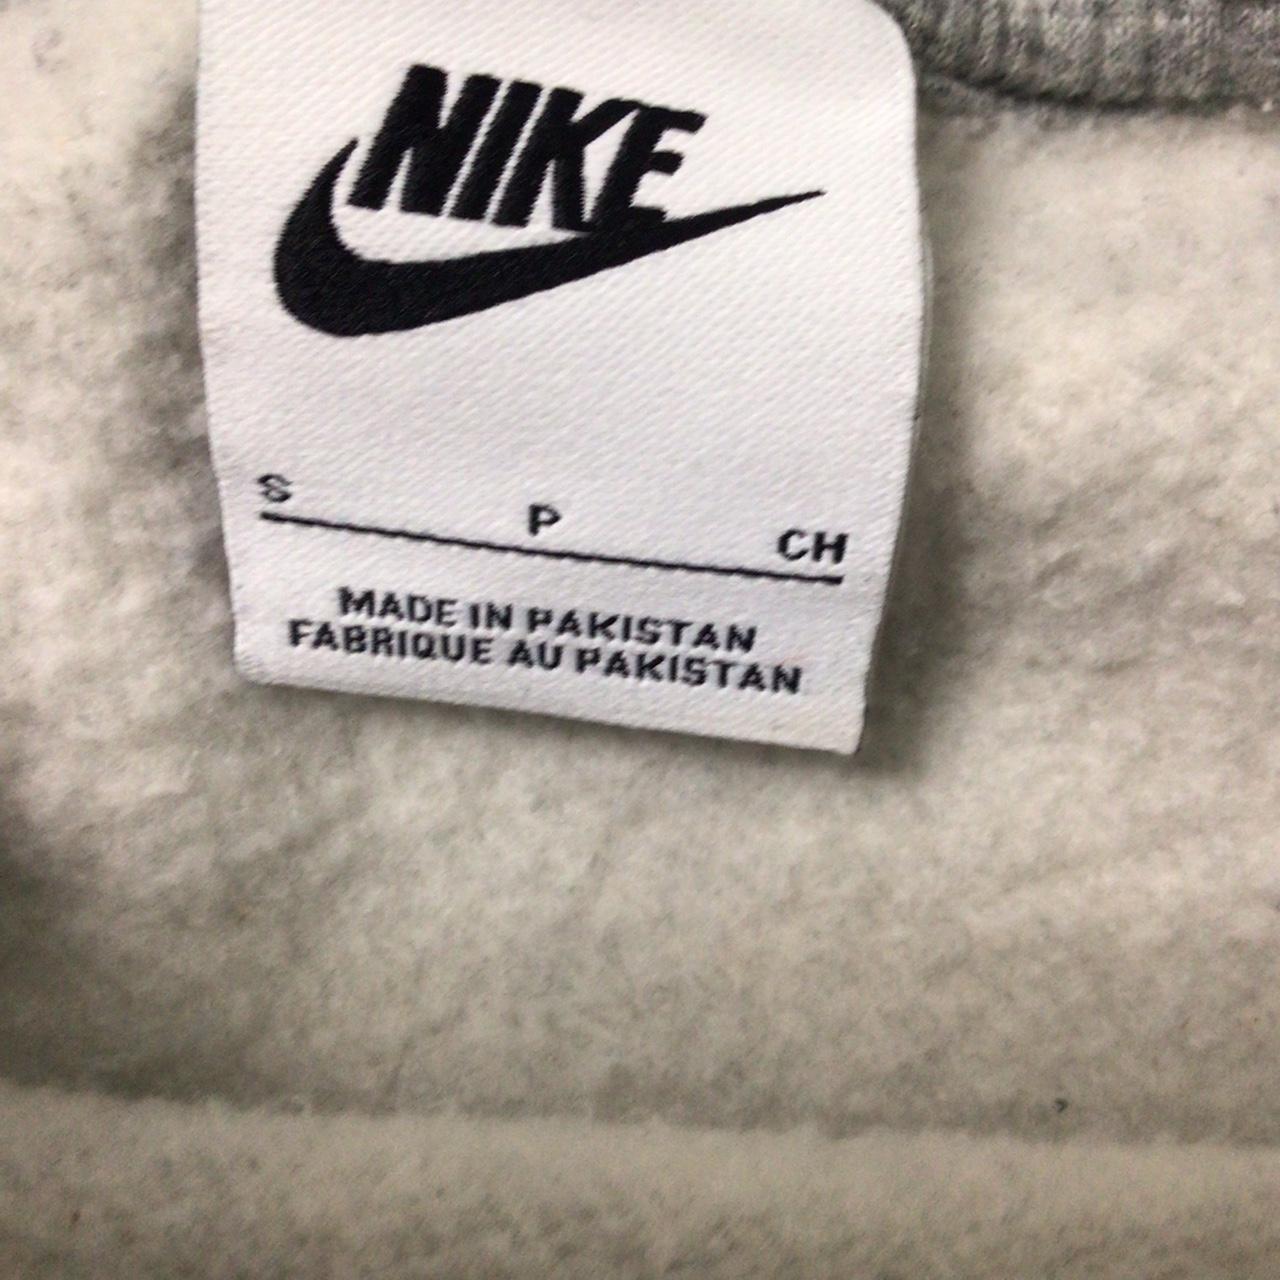 NIKE
S P CH
MADE IN PAKISTAN
FABRIQUE AU PAKISTAN